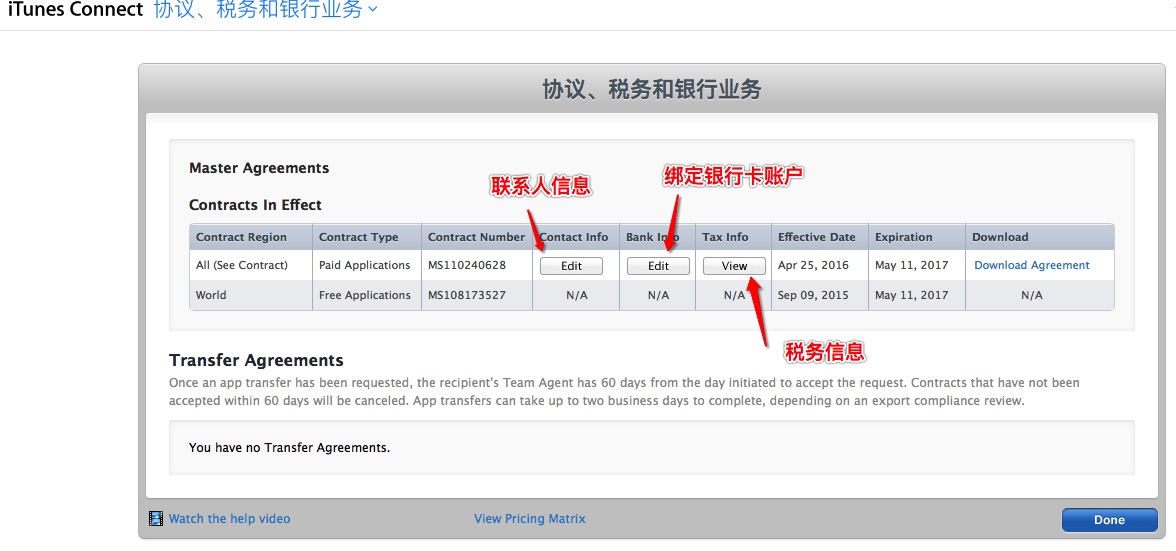 iTunes Connect 协议、税务和银行业务
协议、税务和银行业务
Master Agreements
联系人信息
绑定银行卡账户
Contracts In Effect
Contract Region Contract Type Contract Number Contact Info Bank Info Tax Info Effective Date Expiration Download
All (See Contract) Paid Applications MS110240628 Edit Edit View Apr 25, 2016 May 11, 2017 Download Agreement
World Free Applications MS108173527 N/A N/A N/A Sep 09, 2015 May 11, 2017 N/A
税务信息
Transfer Agreements
Once an app transfer has been requested, the recipient's Team Agent has 60 days from the day initiated to accept the request. Contracts that have not been
accepted within 60 days will be canceled. App transfers can take up to two business days to complete, depending on an export compliance review.
You have no Transfer Agreements.
Watch the help video View Pricing Matrix Done